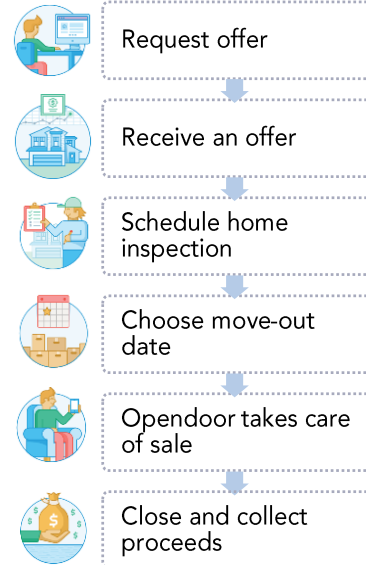 Request offer
Receive an offer
Schedule home
inspection
Choose move-out
date
Opendoor takes care
of sale
Close and collect
proceeds